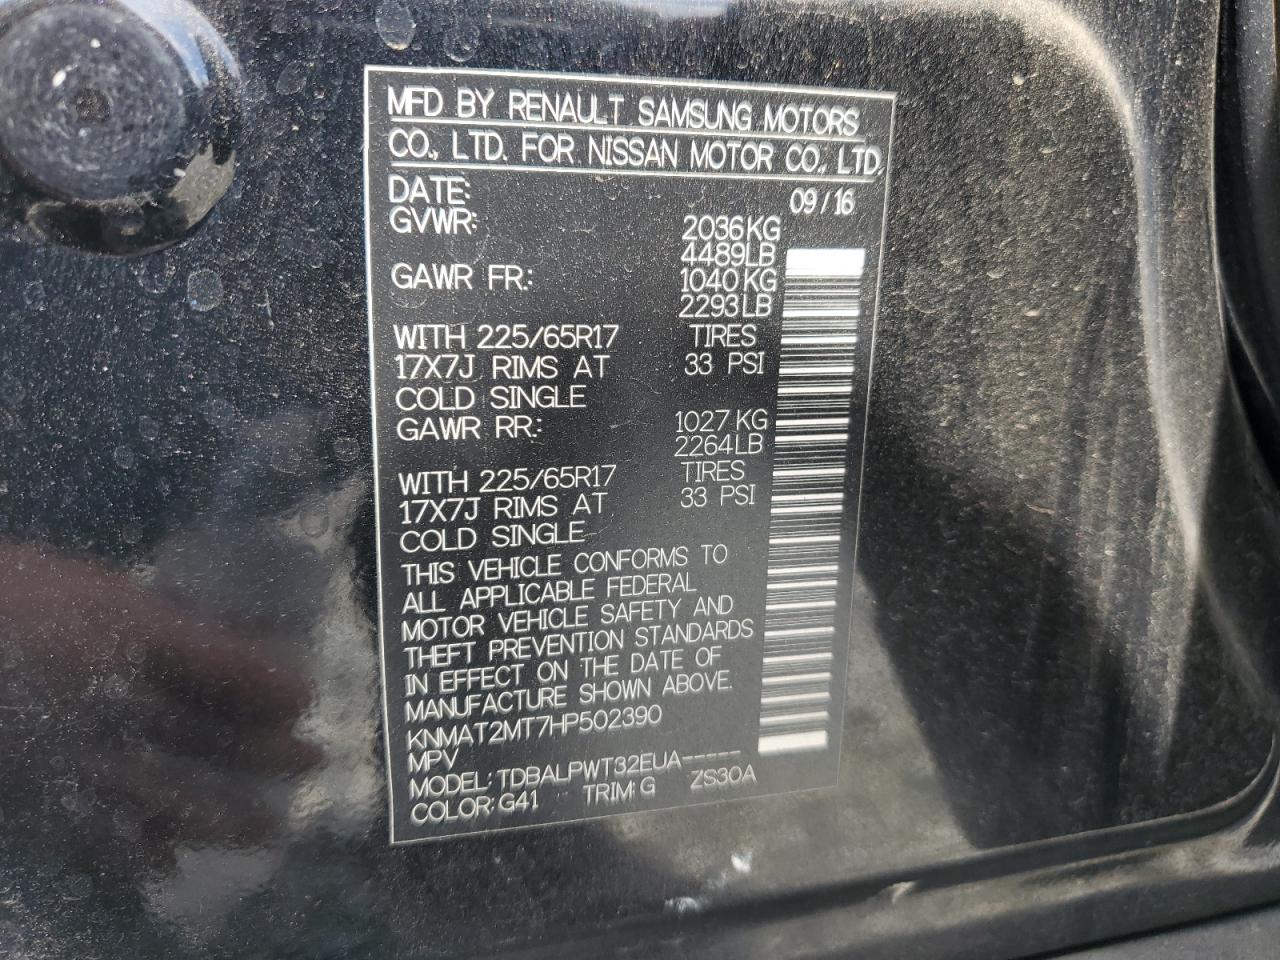 MFD BY RENAULT SAMSUNG MOTORS
CO., LTD. FOR NISSAN MOTOR CO., LTD.
DATE: 09/16
GVWR: 2036KG
4489LB
GAWR FR: 1040KG
2293LB
WITH 225/65R17 TIRES
17X7J RIMS AT 33 PSI
COLD SINGLE
GAWR RR: 1027KG
2264LB
WITH 225/65R17 TIRES
17X7J RIMS AT 33 PSI
COLD SINGLE
THIS VEHICLE CONFORMS TO
ALL APPLICABLE FEDERAL
MOTOR VEHICLE SAFETY AND
THEFT PREVENTION STANDARDS
IN EFFECT ON THE DATE OF
MANUFACTURE SHOWN ABOVE.
KNMAT2MT7HP502390
MPV
MODEL: TDBALPWT32EUA-----
COLOR: G41 TRIM: G ZS30A